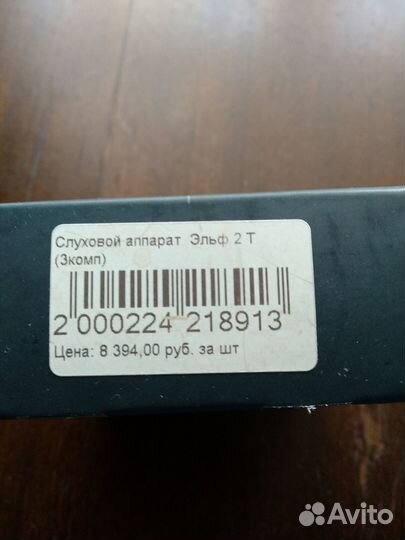 Слуховой аппарат Эльф 2 Т
(3комп)
2 000224 218913
Цена: 8 394,00 руб. за шт
Avito